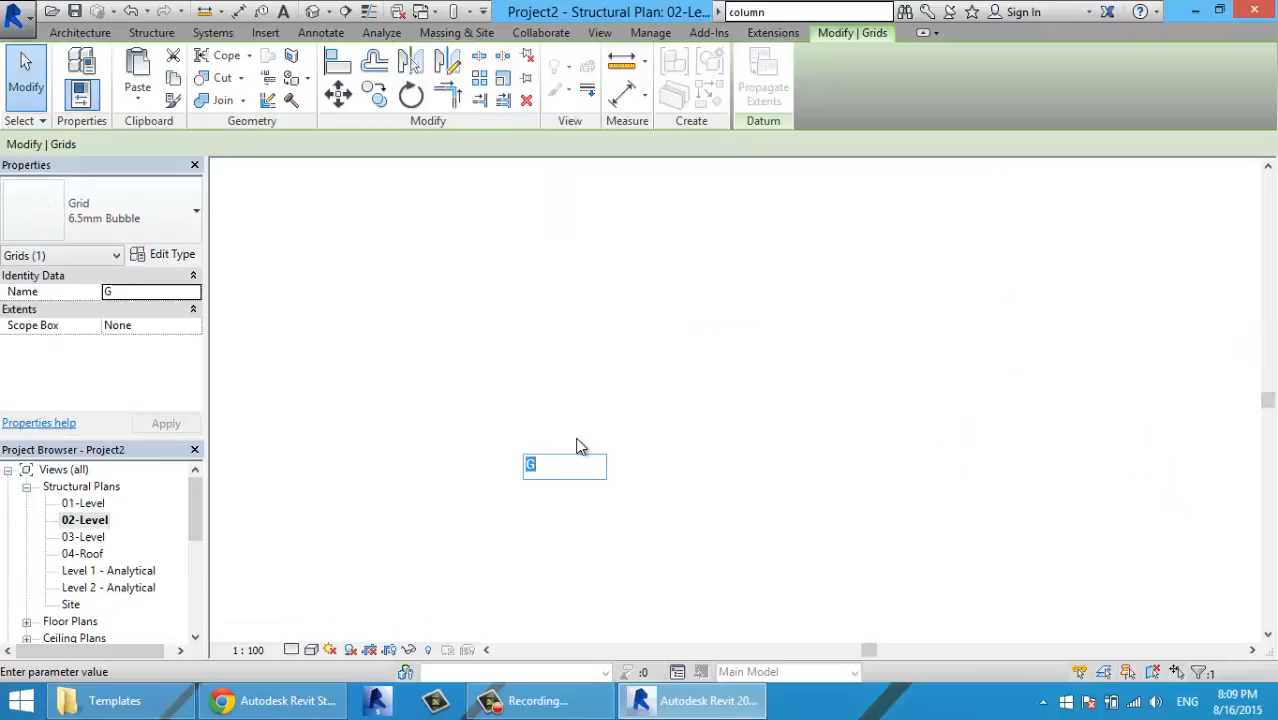 Project2 - Structural Plan: 02-Le...
column
Sign In
Architecture
Structure
Systems
Insert
Annotate
Analyze
Massing & Site
Collaborate
View
Manage
Add-Ins
Extensions
Modify | Grids
Modify
Paste
Cope
Cut
Join
Propagate
Extents
Select
Properties
Clipboard
Geometry
Modify
View
Measure
Create
Datum
Modify | Grids
Properties
Grid
6.5mm Bubble
Grids (1)
Edit Type
Identity Data
Name
G
Extents
Scope Box
None
Properties help
Apply
G
Project Browser - Project2
Views (all)
Structural Plans
01-Level
02-Level
03-Level
04-Roof
Level 1 - Analytical
Level 2 - Analytical
Site
Floor Plans
Ceiling Plans
1 : 100
Enter parameter value
:0
Main Model
:1
Templates
Autodesk Revit St...
Recording...
Autodesk Revit 20...
ENG
8:09 PM
8/16/2015